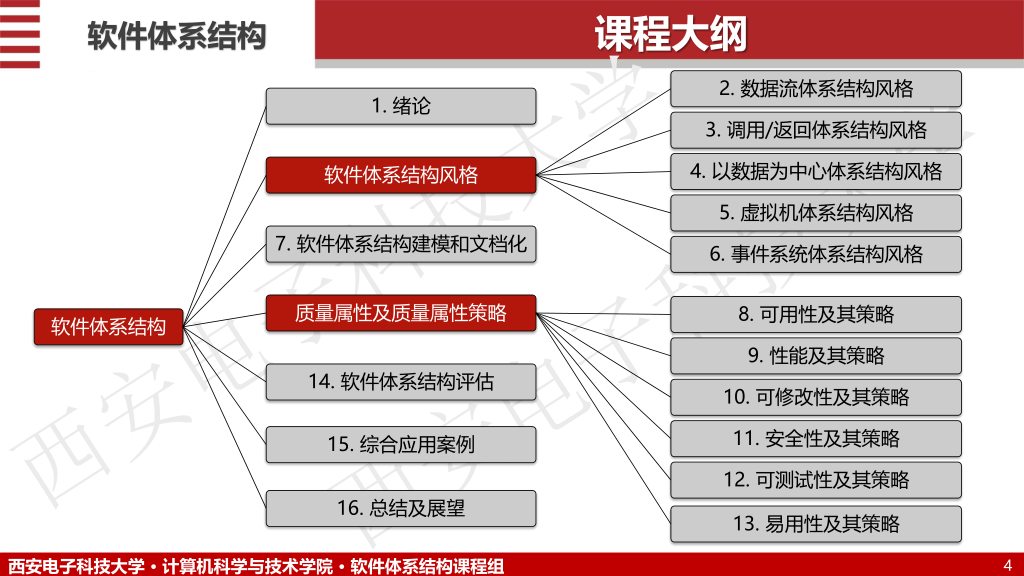 软件体系结构
课程大纲
1. 绪论
软件体系结构风格
7. 软件体系结构建模和文档化
软件体系结构
质量属性及质量属性策略
14. 软件体系结构评估
15. 综合应用案例
16. 总结及展望
2. 数据流体系结构风格
3. 调用/返回体系结构风格
4. 以数据为中心体系结构风格
5. 虚拟机体系结构风格
6. 事件系统体系结构风格
8. 可用性及其策略
9. 性能及其策略
10. 可修改性及其策略
11. 安全性及其策略
12. 可测试性及其策略
13. 易用性及其策略
西安电子科技大学
西安电子科技大学
西安电子科技大学 • 计算机科学与技术学院 • 软件体系结构课程组
4